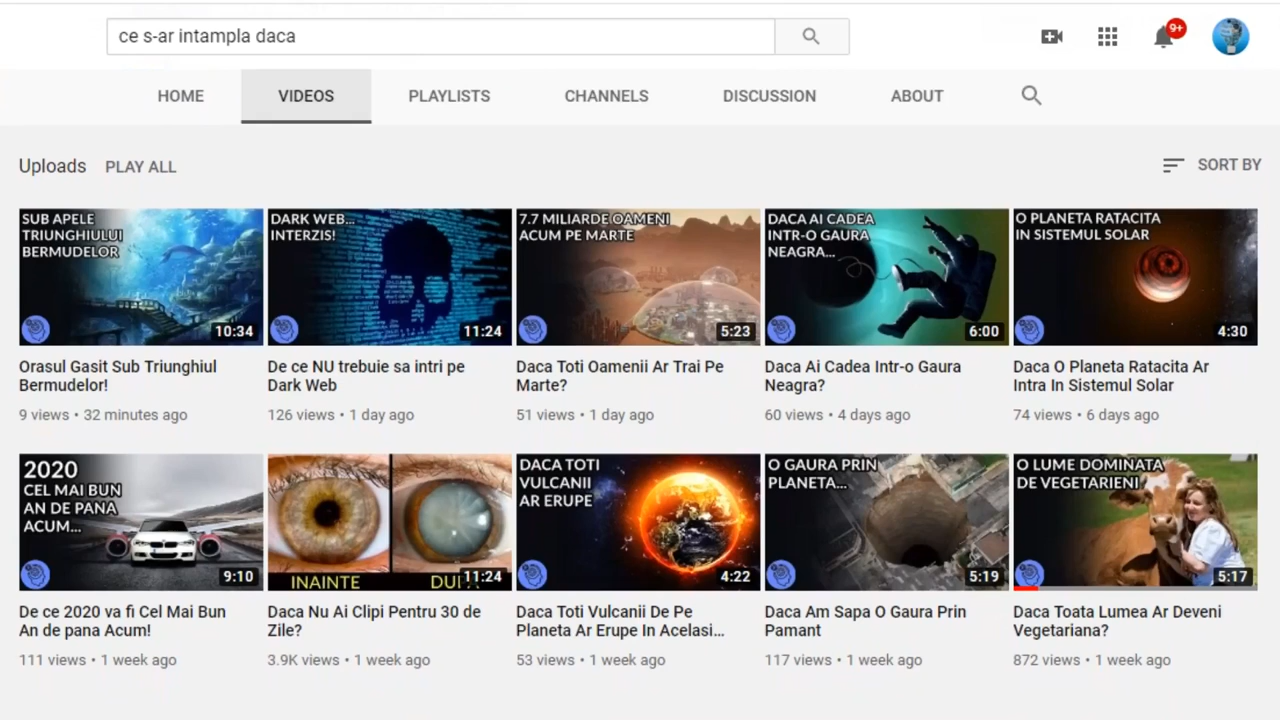 ce s-ar intampla daca
9+
HOME VIDEOS PLAYLISTS CHANNELS DISCUSSION ABOUT
Uploads PLAY ALL
SORT BY
SUB APELE
TRIUNGHIULUI
BERMUDELOR
10:34
Orasul Gasit Sub Triunghiul
Bermudelor!
9 views • 32 minutes ago
DARK WEB...
INTERZIS!
11:24
De ce NU trebuie sa intri pe
Dark Web
126 views • 1 day ago
7.7 MILIARDE OAMENI
ACUM PE MARTE
5:23
Daca Toti Oamenii Ar Trai Pe
Marte?
51 views • 1 day ago
DACA AI CADEA
INTR-O GAURA
NEAGRA...
6:00
Daca Ai Cadea Intr-o Gaura
Neagra?
60 views • 4 days ago
O PLANETA RATACITA
IN SISTEMUL SOLAR
4:30
Daca O Planeta Ratacita Ar
Intra In Sistemul Solar
74 views • 6 days ago
2020
CEL MAI BUN
AN DE PANA
ACUM...
9:10
De ce 2020 va fi Cel Mai Bun
An de pana Acum!
111 views • 1 week ago
INAINTE
11:24
Daca Nu Ai Clipi Pentru 30 de
Zile?
3.9K views • 1 week ago
DACA TOTI
VULCANII
AR ERUPE
4:22
Daca Toti Vulcanii De Pe
Planeta Ar Erupe In Acelasi...
53 views • 1 week ago
O GAURA PRIN
PLANETA...
5:19
Daca Am Sapa O Gaura Prin
Pamant
117 views • 1 week ago
O LUME DOMINATA
DE VEGETARIENI
5:17
Daca Toata Lumea Ar Deveni
Vegetariana?
872 views • 1 week ago